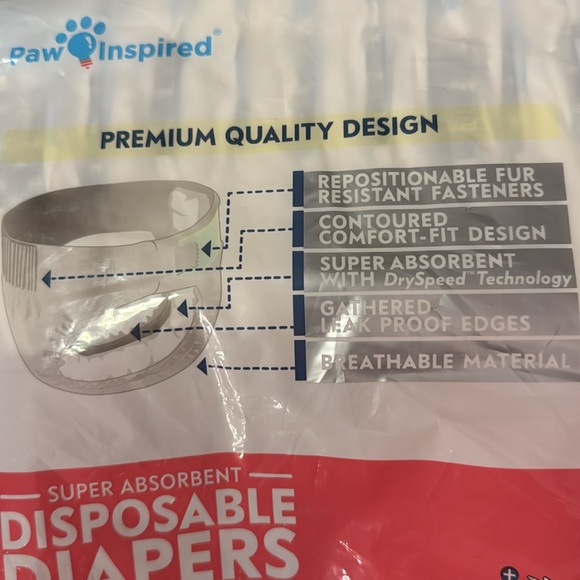 Paw Inspired®
PREMIUM QUALITY DESIGN
REPOSITIONABLE FUR
RESISTANT FASTENERS
CONTOURED
COMFORT-FIT DESIGN
SUPER ABSORBENT
WITH DrySpeed™ Technology
GATHERED
LEAK PROOF EDGES
BREATHABLE MATERIAL
SUPER ABSORBENT
DISPOSABLE
DIAPERS